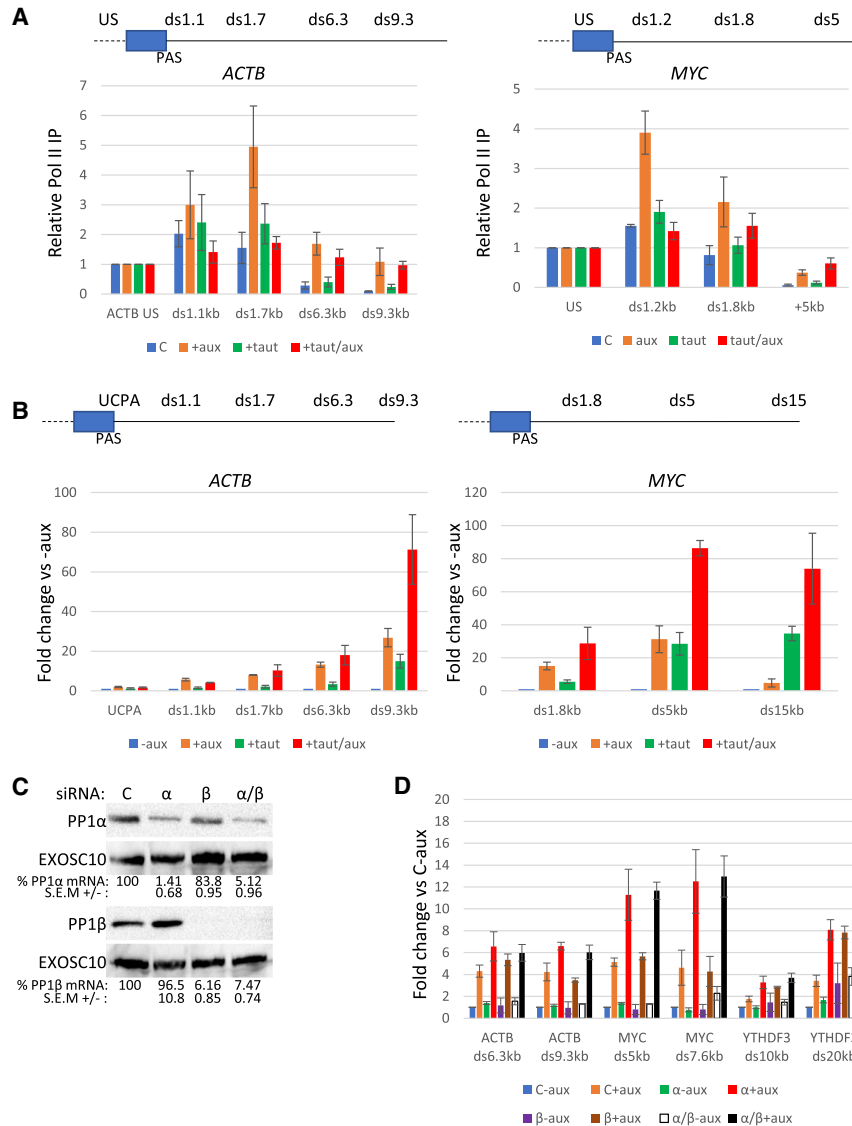 A
US ds1.1 ds1.7 ds6.3 ds9.3
PAS
ACTB
Relative Pol II IP
7
6
5
4
3
2
1
0
ACTB US ds1.1kb ds1.7kb ds6.3kb ds9.3kb
C +aux +taut +taut/aux
US ds1.2 ds1.8 ds5
PAS
MYC
Relative Pol II IP
5
4
3
2
1
0
US ds1.2kb ds1.8kb +5kb
C aux taut taut/aux
B
UCPA ds1.1 ds1.7 ds6.3 ds9.3
PAS
ACTB
Fold change vs -aux
100
80
60
40
20
0
UCPA ds1.1kb ds1.7kb ds6.3kb ds9.3kb
-aux +aux +taut +taut/aux
ds1.8 ds5 ds15
PAS
MYC
Fold change vs -aux
120
100
80
60
40
20
0
ds1.8kb ds5kb ds15kb
-aux +aux +taut +taut/aux
C
siRNA: C α β α/β
PP1α
EXOSC10
% PP1α mRNA: 100 1.41 83.8 5.12
S.E.M +/- : 0.68 0.95 0.96
PP1β
EXOSC10
% PP1β mRNA: 100 96.5 6.16 7.47
S.E.M +/- : 10.8 0.85 0.74
D
Fold change vs C-aux
20
18
16
14
12
10
8
6
4
2
0
ACTB ACTB MYC MYC YTHDF3 YTHDF3
ds6.3kb ds9.3kb ds5kb ds7.6kb ds10kb ds20kb
C-aux C+aux α-aux α+aux
β-aux β+aux α/β-aux α/β+aux